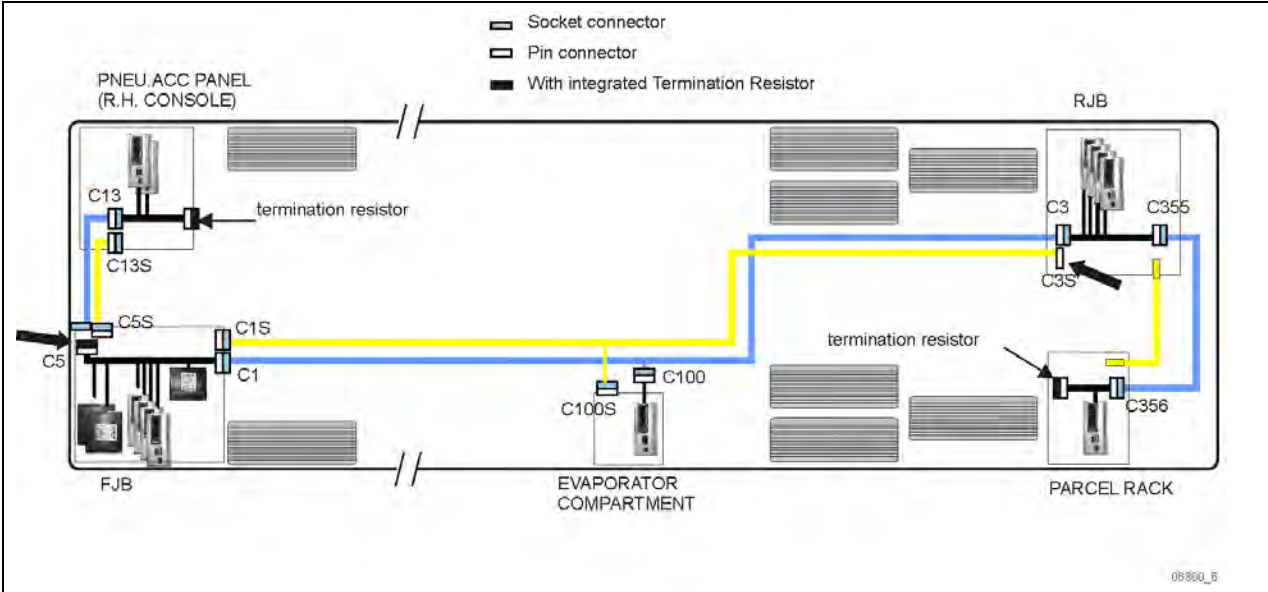 Socket connector
Pin connector
With integrated Termination Resistor
PNEU.ACC PANEL
(R.H. CONSOLE)
RJB
C13
termination resistor
C3
C355
C13S
C3S
C5S
C1S
C5
C1
termination resistor
C100
C100S
C356
FJB
EVAPORATOR
COMPARTMENT
PARCEL RACK
06800_6